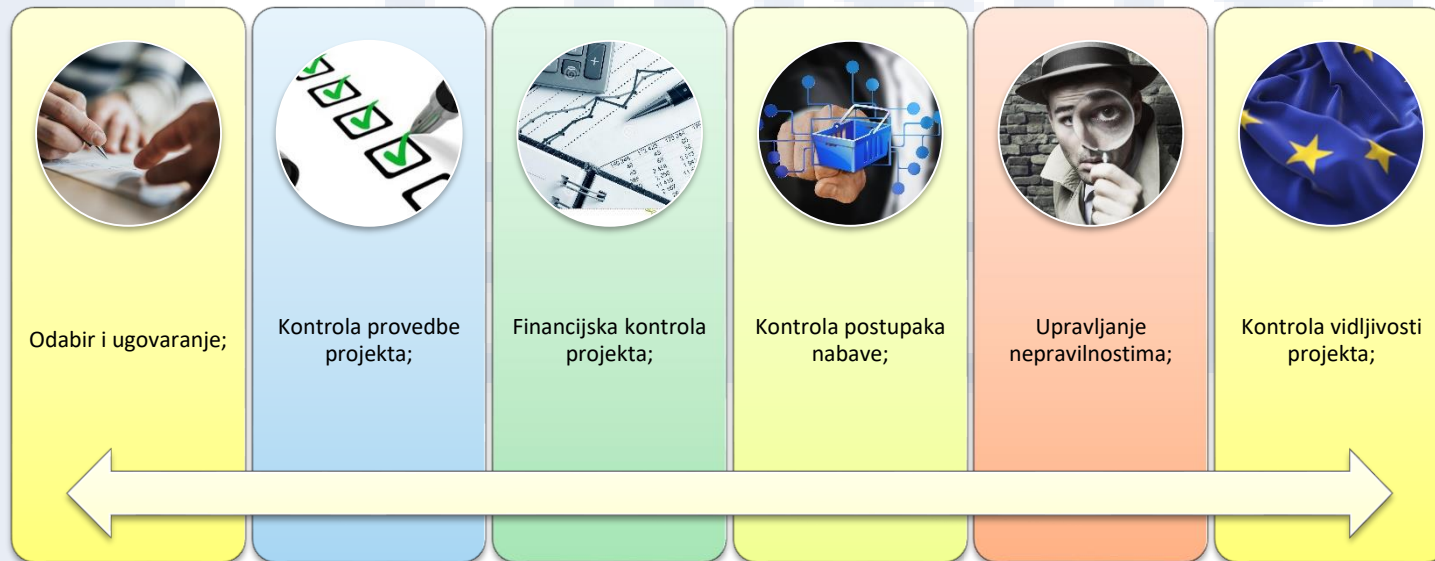 Odabir i ugovaranje;
Kontrola provedbe
projekta;
Financijska kontrola
projekta;
Kontrola postupaka
nabave;
Upravljanje
nepravilnostima;
Kontrola vidljivosti
projekta;